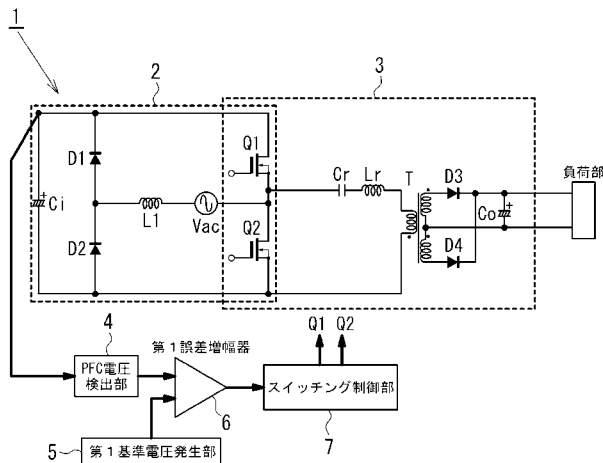 1
2
3
Q1
D1
Cr Lr T D3
負荷部
Ci
L1
Vac
Co
D2
Q2
D4
4
第1誤差増幅器
Q1 Q2
PFC電圧
検出部
スイッチング制御部
6
7
5
第1基準電圧発生部